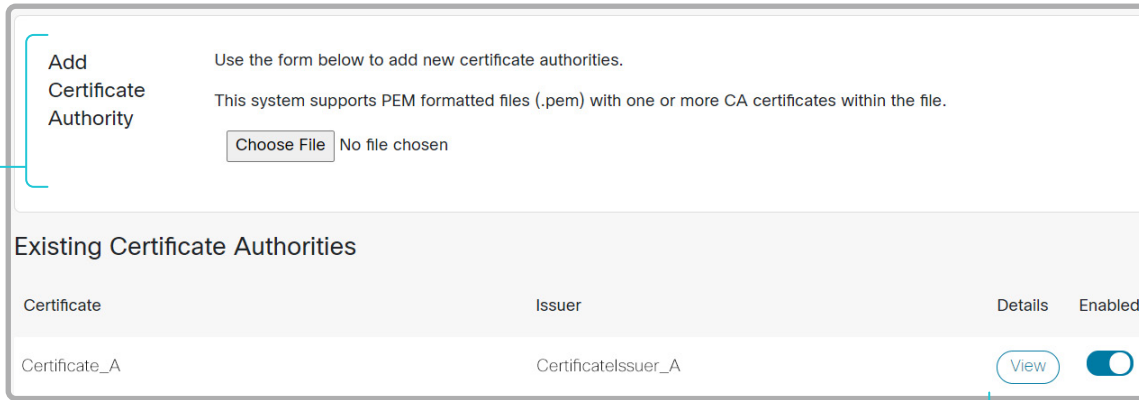 Add
Certificate
Authority
Use the form below to add new certificate authorities.
This system supports PEM formatted files (.pem) with one or more CA certificates within the file.
Choose File No file chosen
Existing Certificate Authorities
Certificate Issuer Details Enabled
Certificate_A CertificateIssuer_A View